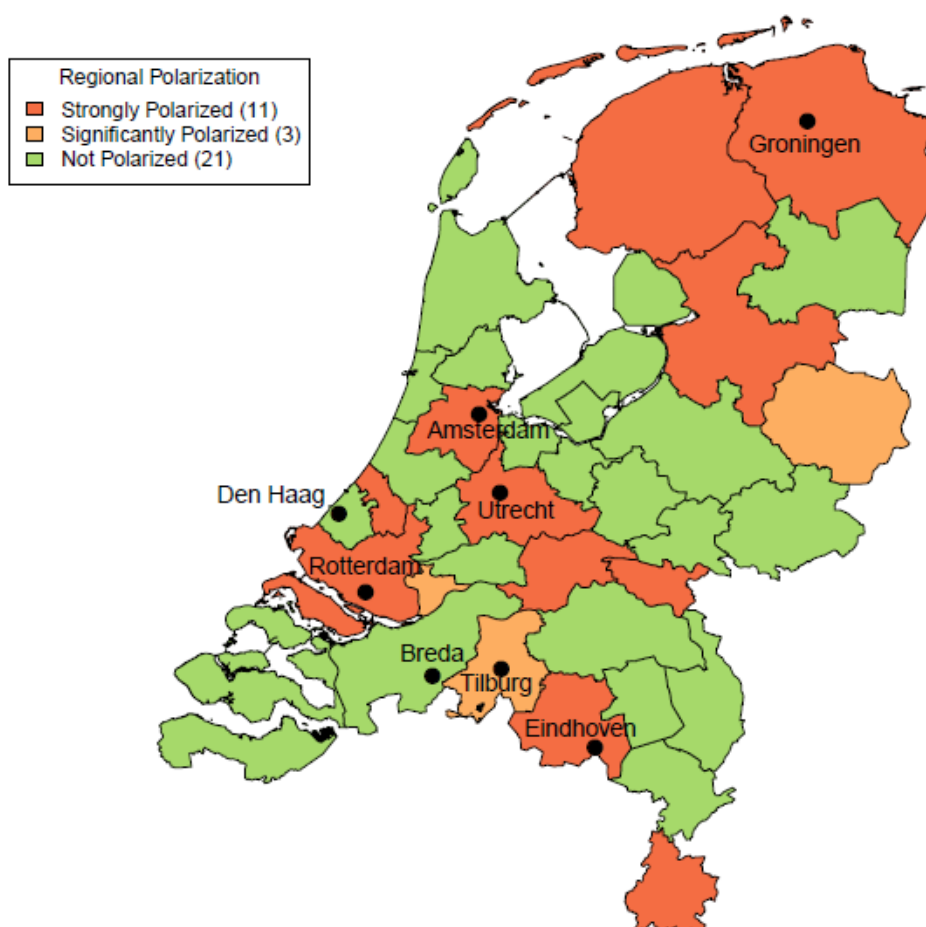 Regional Polarization
Strongly Polarized (11)
Significantly Polarized (3)
Not Polarized (21)
Groningen
Amsterdam
Den Haag
Utrecht
Rotterdam
Breda
Tilburg
Eindhoven